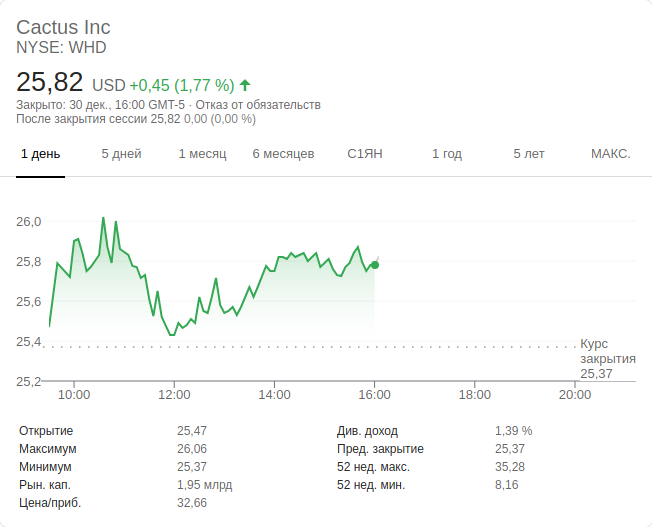 Cactus Inc
NYSE: WHD
25,82 USD +0,45 (1,77 %)
Закрыто: 30 дек., 16:00 GMT-5 · Отказ от обязательств
После закрытия сессии 25,82 0,00 (0,00 %)
1 день 5 дней 1 месяц 6 месяцев С1ЯН 1 год 5 лет МАКС.
26,0
25,8
25,6
25,4
Курс
закрытия
25,37
25,2
10:00 12:00 14:00 16:00 18:00 20:00
Открытие 25,47 Див. доход 1,39 %
Максимум 26,06 Пред. закрытие 25,37
Минимум 25,37 52 нед. макс. 35,28
Рын. кап. 1,95 млрд 52 нед. мин. 8,16
Цена/приб. 32,66